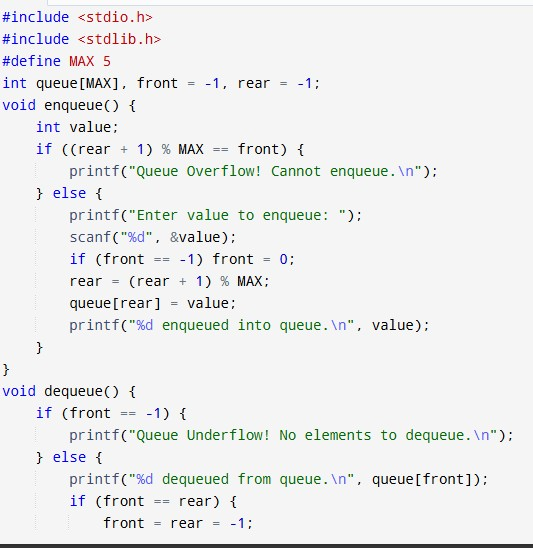 #include <stdio.h>
#include <stdlib.h>
#define MAX 5
int queue[MAX], front = -1, rear = -1;
void enqueue() {
    int value;
    if ((rear + 1) % MAX == front) {
        printf("Queue Overflow! Cannot enqueue.\n");
    } else {
        printf("Enter value to enqueue: ");
        scanf("%d", &value);
        if (front == -1) front = 0;
        rear = (rear + 1) % MAX;
        queue[rear] = value;
        printf("%d enqueued into queue.\n", value);
    }
}
void dequeue() {
    if (front == -1) {
        printf("Queue Underflow! No elements to dequeue.\n");
    } else {
        printf("%d dequeued from queue.\n", queue[front]);
        if (front == rear) {
            front = rear = -1;